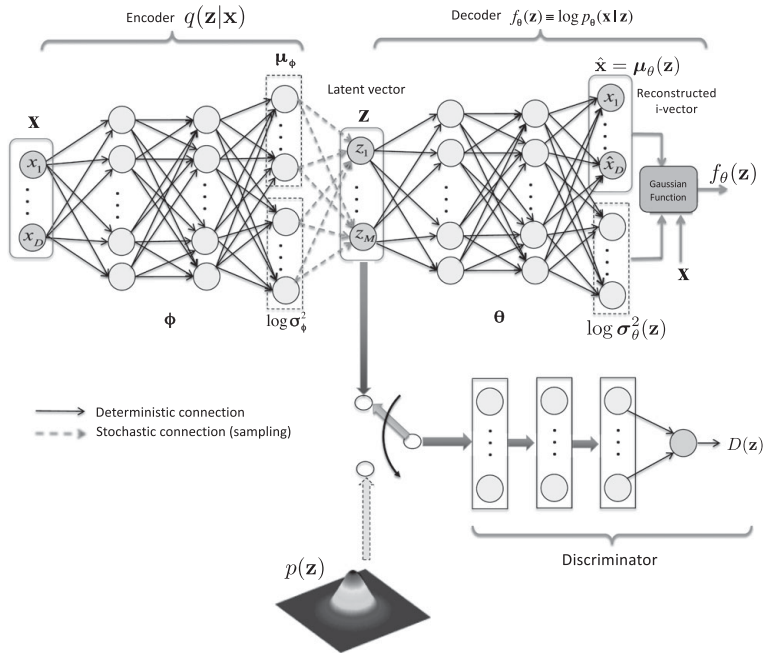 Encoder q(z|x)
Decoder f_θ(z) ≡ log p_θ(x|z)
μ_ϕ
x̂ = μ_θ(z)
Latent vector
Reconstructed
i-vector
x
z
x_1
x_D
z_1
z_M
x_1
x̂_D
Gaussian
Function
f_θ(z)
x
ϕ
log σ_ϕ^2
θ
log σ_θ^2(z)
Deterministic connection
Stochastic connection (sampling)
D(z)
Discriminator
p(z)